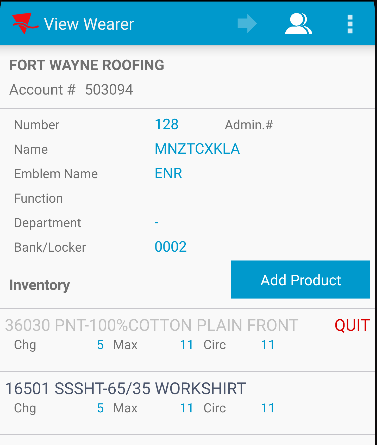 View Wearer
FORT WAYNE ROOFING
Account # 503094
Number 128 Admin.#
Name MNZTCXKLA
Emblem Name ENR
Function
Department -
Bank/Locker 0002
Inventory Add Product
36030 PNT-100%COTTON PLAIN FRONT QUIT
Chg 5 Max 11 Circ 11
16501 SSSHT-65/35 WORKSHIRT
Chg 5 Max 11 Circ 11